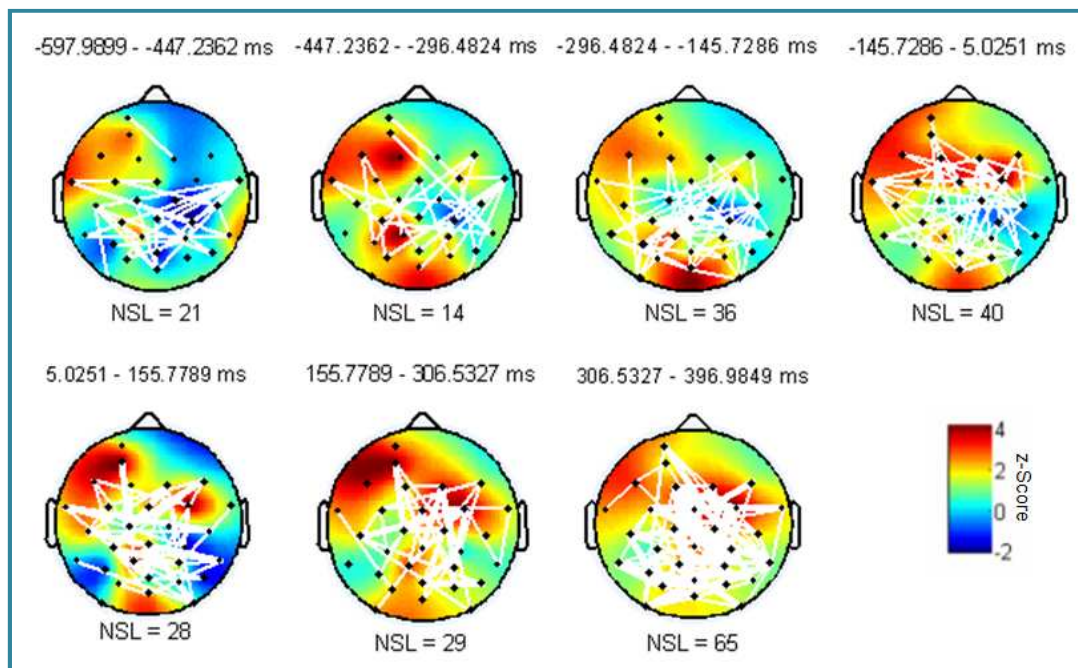 -597.9899 - -447.2362 ms
-447.2362 - -296.4824 ms
-296.4824 - -145.7286 ms
-145.7286 - 5.0251 ms
NSL = 21
NSL = 14
NSL = 36
NSL = 40
5.0251 - 155.7789 ms
155.7789 - 306.5327 ms
306.5327 - 396.9849 ms
4
2
0
-2
z-Score
NSL = 28
NSL = 29
NSL = 65